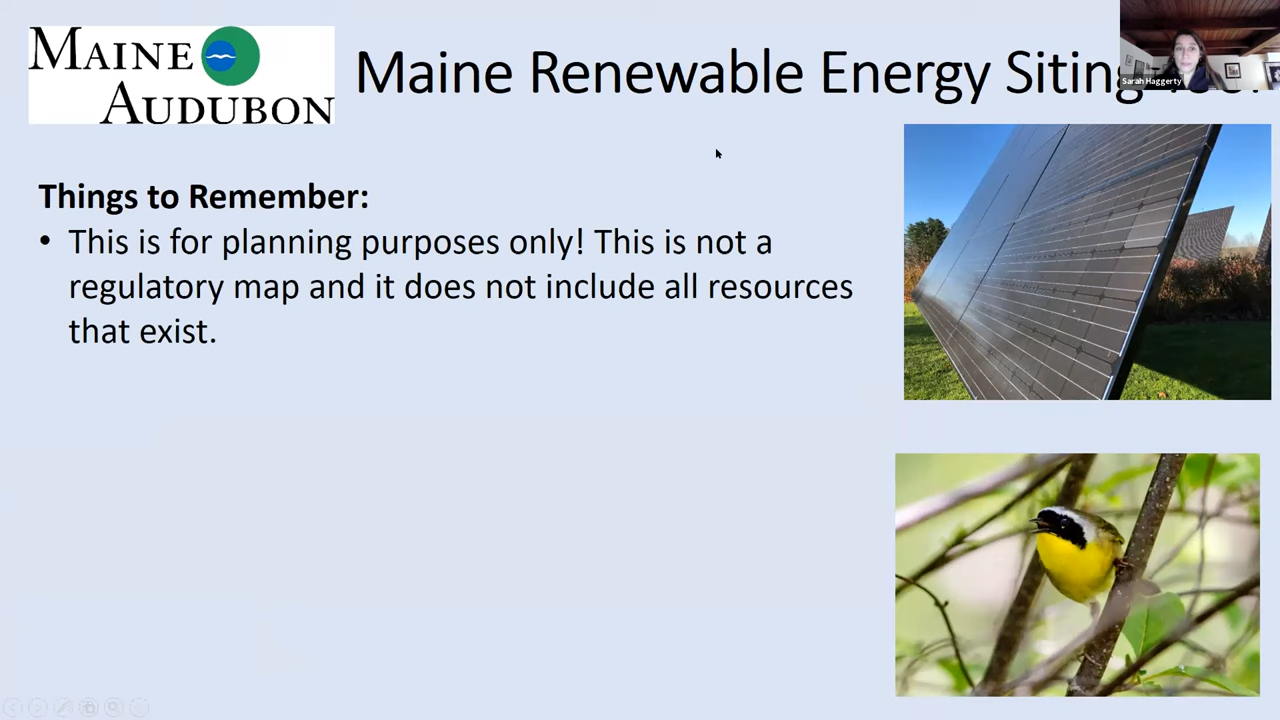 MAINE
AUDUBON
Maine Renewable Energy Siting
Sarah Haggerty
Things to Remember:
• This is for planning purposes only! This is not a
regulatory map and it does not include all resources
that exist.